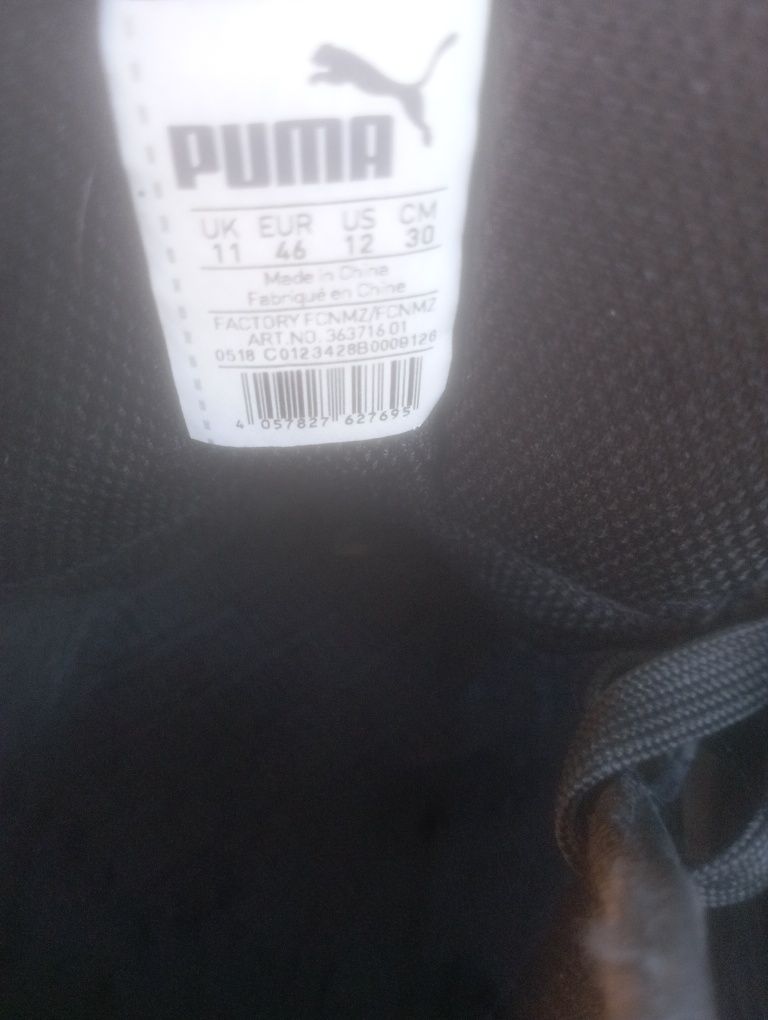 PUMA
UK EUR US CM
11 46 12 30
Made in China
Fabriqué en Chine
FACTORY FCNMZ/FCNMZ
ART.NO. 363716 01
0518 C0123428B0009126
4 057827 627695